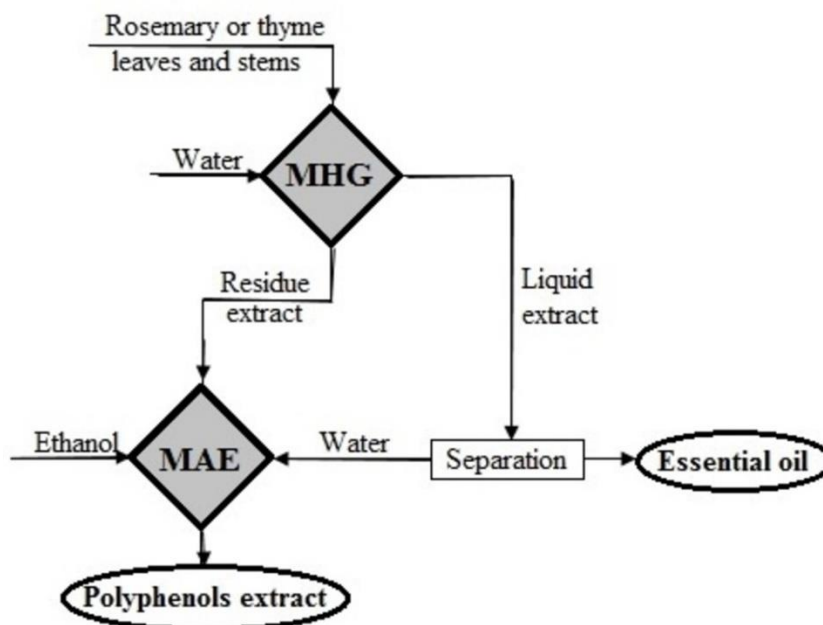 Rosemary or thyme
leaves and stems
Water
MHG
Residue
extract
Liquid
extract
Ethanol
MAE
Water
Separation
Essential oil
Polyphenols extract